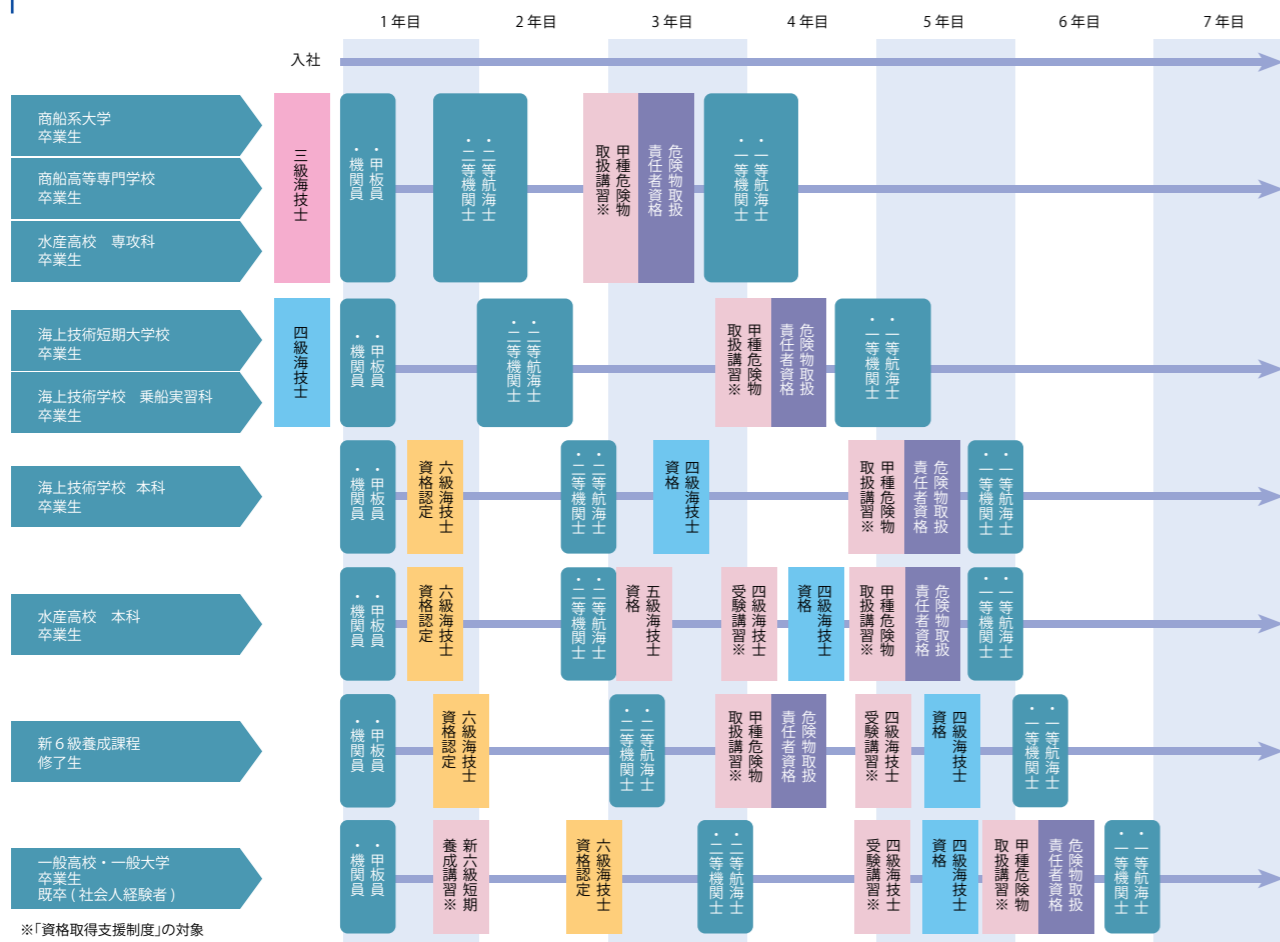 1年目
2年目
3年目
4年目
5年目
6年目
7年目
入社
商船系大学
卒業生
商船高等専門学校
卒業生
水産高校 専攻科
卒業生
三級海技士
・甲板員
・機関員
・二等航海士
・二等機関士
甲種危険物
取扱講習※
危険物取扱
責任者資格
・一等航海士
・一等機関士
海上技術短期大学校
卒業生
海上技術学校 乗船実習科
卒業生
四級海技士
・甲板員
・機関員
・二等航海士
・二等機関士
甲種危険物
取扱講習※
危険物取扱
責任者資格
・一等航海士
・一等機関士
海上技術学校 本科
卒業生
・甲板員
・機関員
六級海技士
資格認定
・二等航海士
・二等機関士
四級海技士
資格
甲種危険物
取扱講習※
危険物取扱
責任者資格
・一等航海士
・一等機関士
水産高校 本科
卒業生
・甲板員
・機関員
六級海技士
資格認定
・二等航海士
・二等機関士
五級海技士
資格
四級海技士
受験講習※
四級海技士
資格
甲種危険物
取扱講習※
危険物取扱
責任者資格
・一等航海士
・一等機関士
新6級養成課程
修了生
・甲板員
・機関員
六級海技士
資格認定
・二等航海士
・二等機関士
甲種危険物
取扱講習※
危険物取扱
責任者資格
四級海技士
受験講習※
四級海技士
資格
・一等航海士
・一等機関士
一般高校・一般大学
卒業生
既卒(社会人経験者)
・甲板員
・機関員
新六級短期
養成講習※
六級海技士
資格認定
・二等航海士
・二等機関士
四級海技士
受験講習※
四級海技士
資格
甲種危険物
取扱講習※
危険物取扱
責任者資格
・一等航海士
・一等機関士
※「資格取得支援制度」の対象